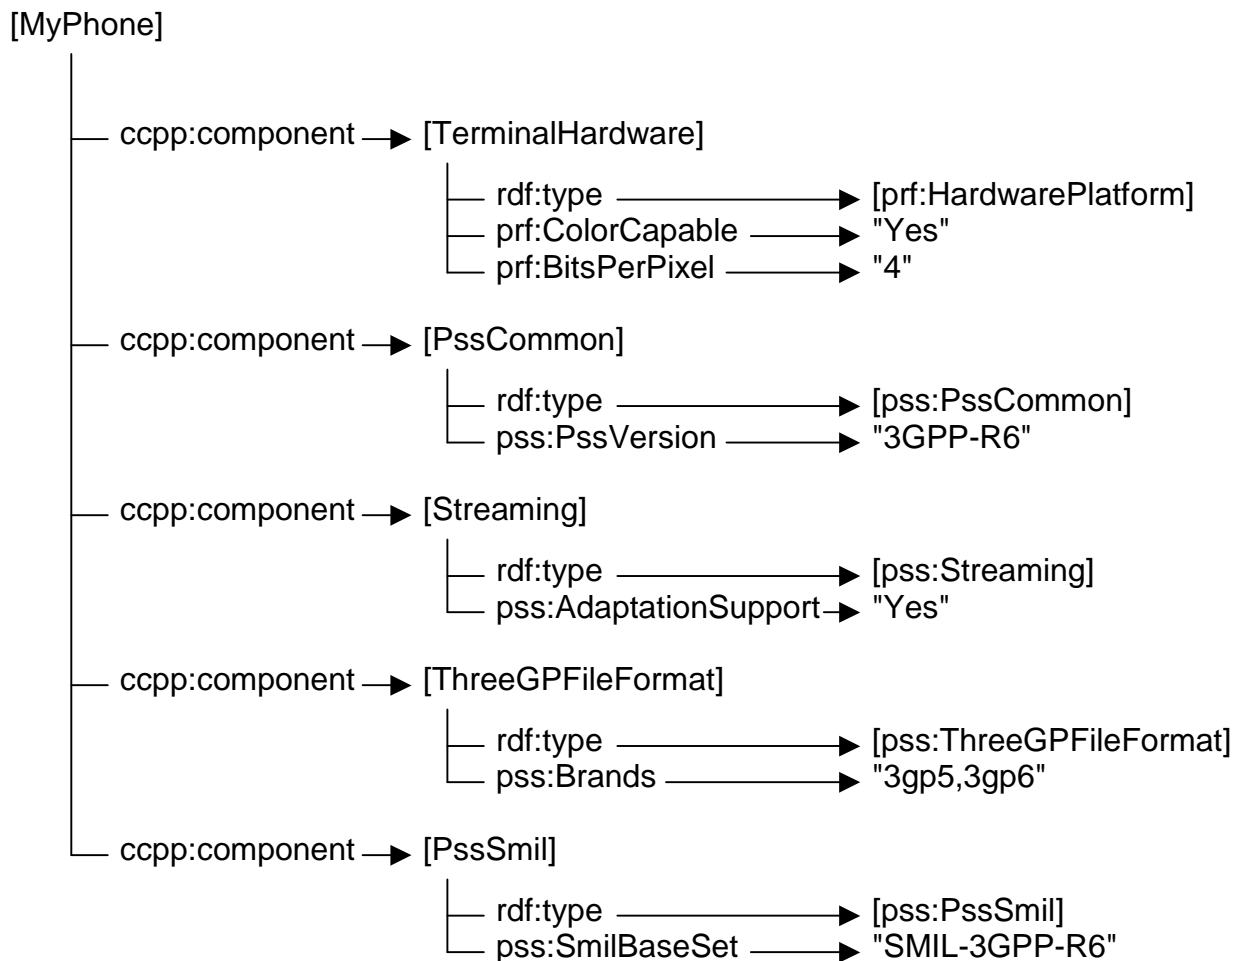 [MyPhone]
ccpp:component [TerminalHardware]
rdf:type [prf:HardwarePlatform]
prf:ColorCapable "Yes"
prf:BitsPerPixel "4"
ccpp:component [PssCommon]
rdf:type [pss:PssCommon]
pss:PssVersion "3GPP-R6"
ccpp:component [Streaming]
rdf:type [pss:Streaming]
pss:AdaptationSupport "Yes"
ccpp:component [ThreeGPFileFormat]
rdf:type [pss:ThreeGPFileFormat]
pss:Brands "3gp5,3gp6"
ccpp:component [PssSmil]
rdf:type [pss:PssSmil]
pss:SmilBaseSet "SMIL-3GPP-R6"